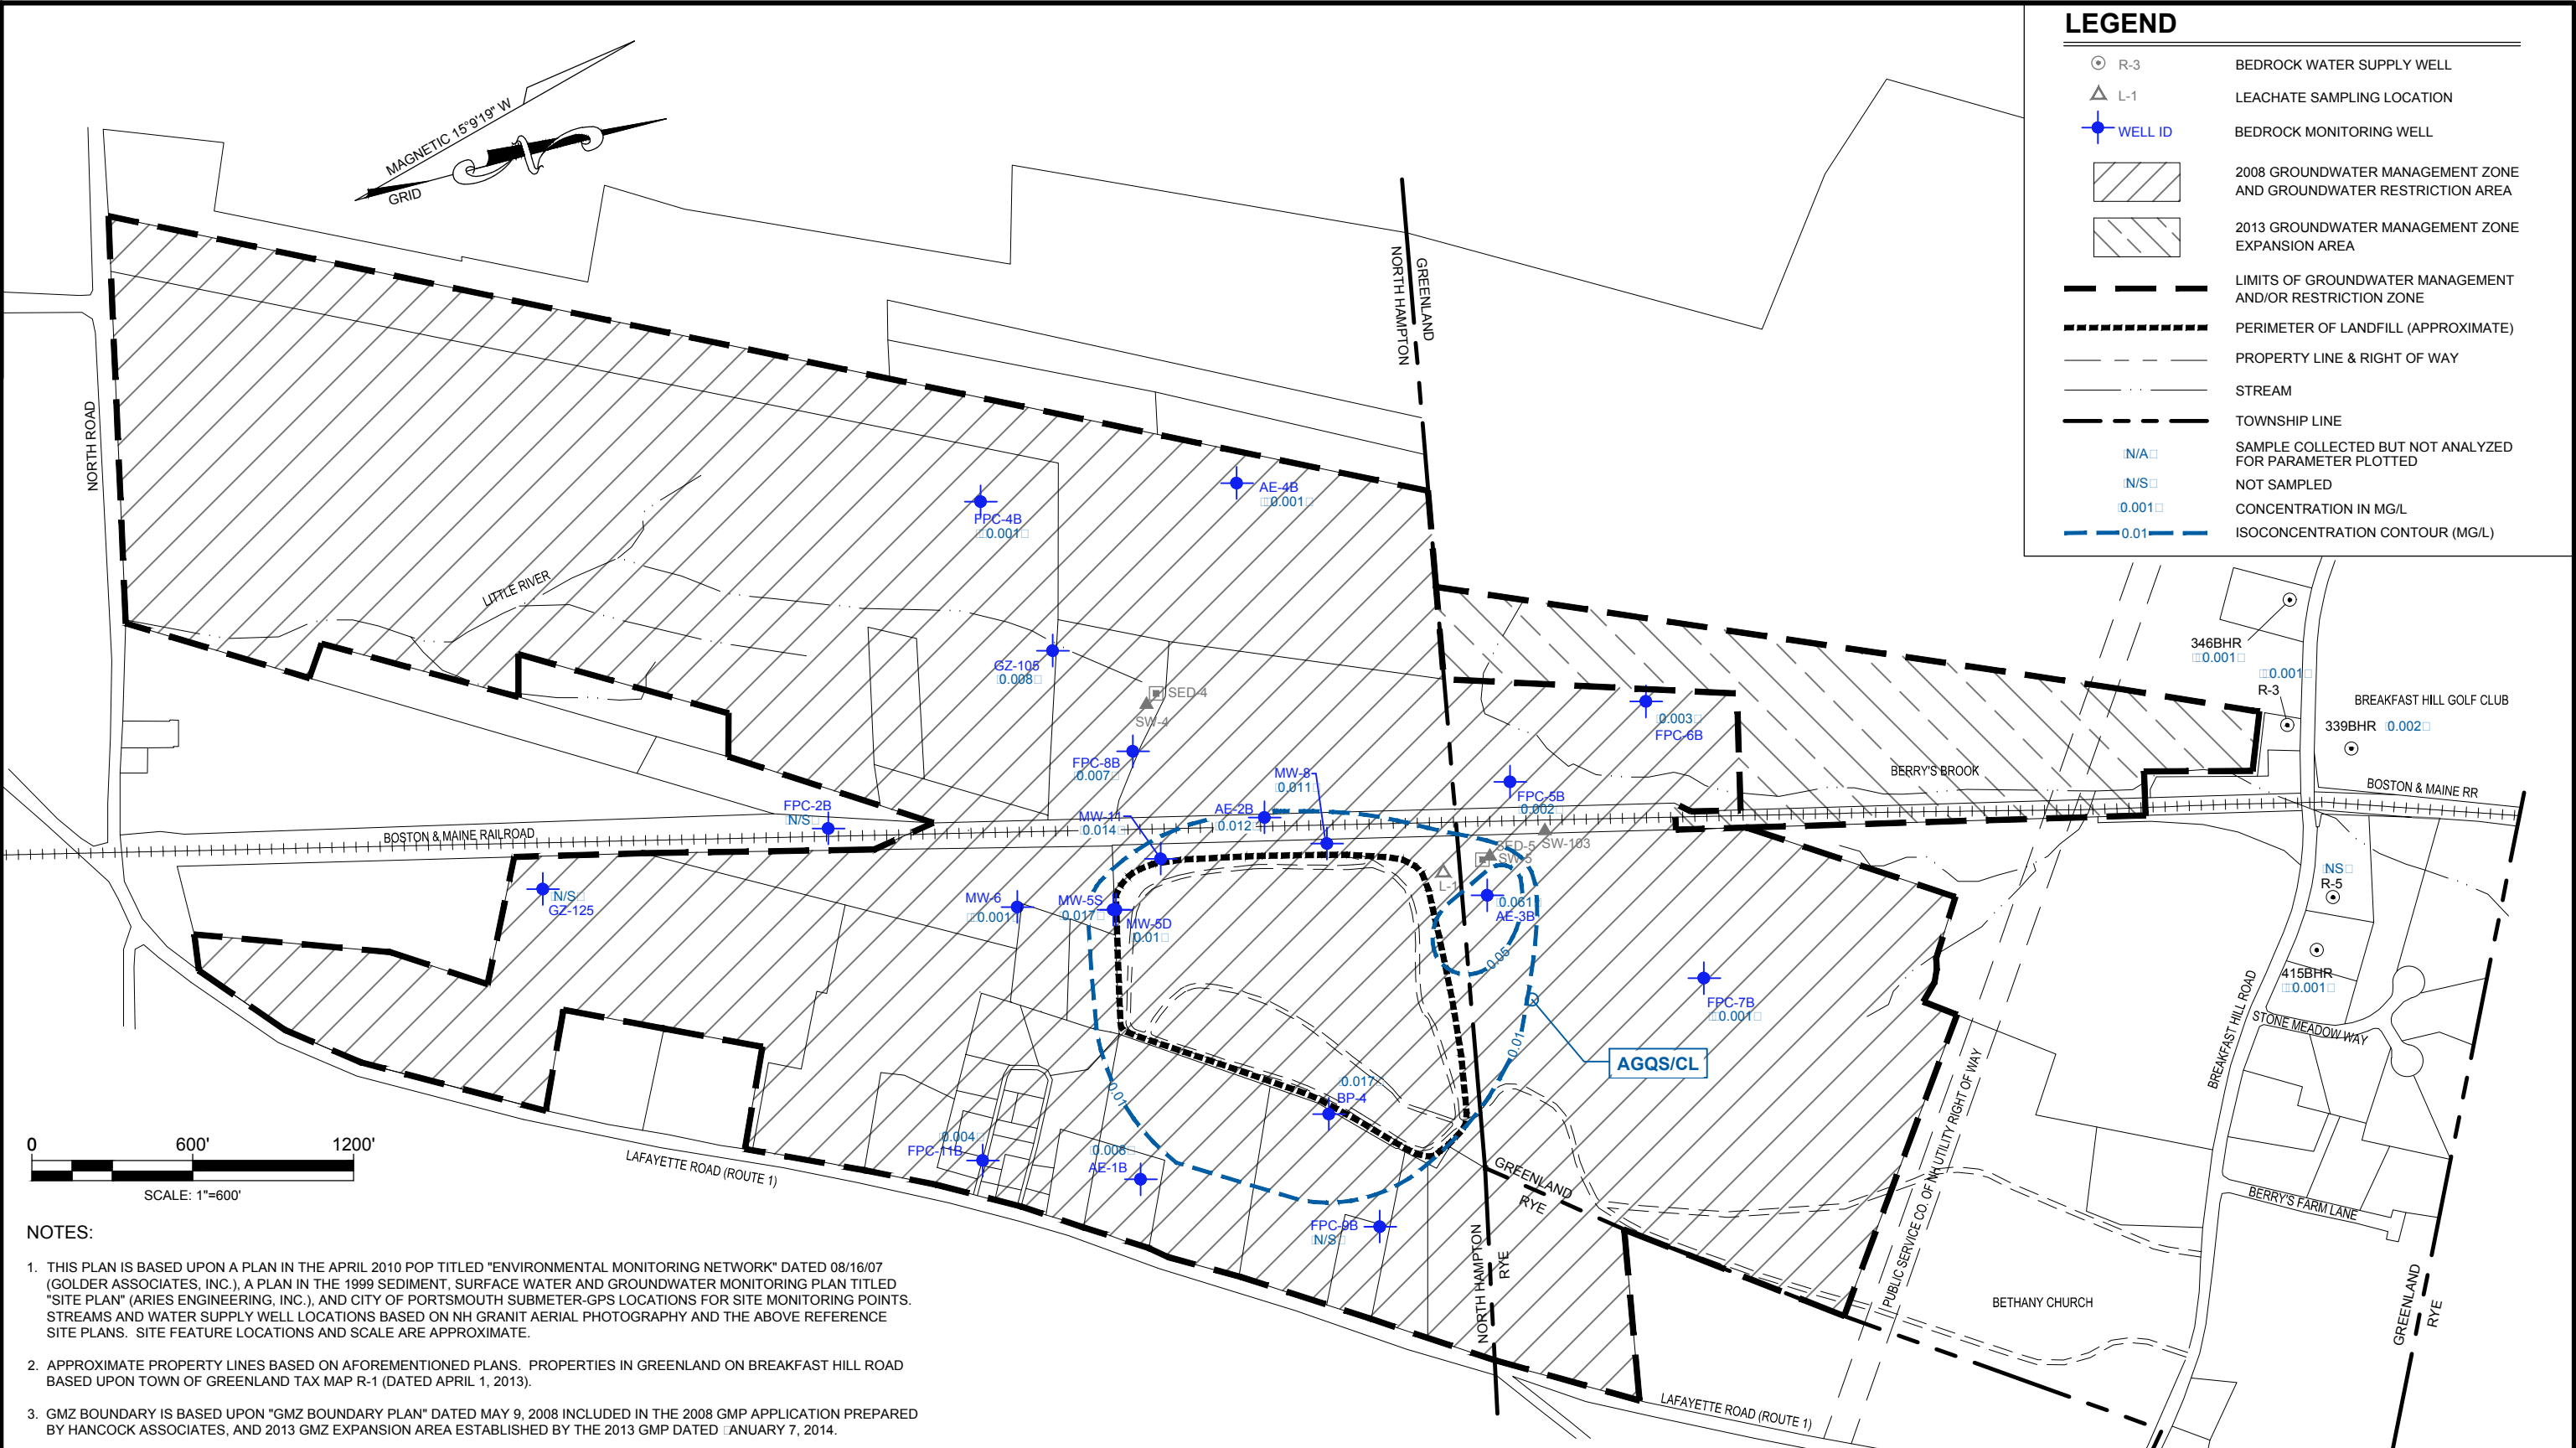 LEGEND
R-3 BEDROCK WATER SUPPLY WELL
L-1 LEACHATE SAMPLING LOCATION
WELL ID BEDROCK MONITORING WELL
2008 GROUNDWATER MANAGEMENT ZONE
AND GROUNDWATER RESTRICTION AREA
2013 GROUNDWATER MANAGEMENT ZONE
EXPANSION AREA
LIMITS OF GROUNDWATER MANAGEMENT
AND/OR RESTRICTION ZONE
PERIMETER OF LANDFILL (APPROXIMATE)
PROPERTY LINE & RIGHT OF WAY
STREAM
TOWNSHIP LINE
N/A SAMPLE COLLECTED BUT NOT ANALYZED
FOR PARAMETER PLOTTED
N/S NOT SAMPLED
0.001 CONCENTRATION IN MG/L
0.01 ISOCONCENTRATION CONTOUR (MG/L)
MAGNETIC 15°9'19" W
GRID
N
NORTH ROAD
NORTH HAMPTON
GREENLAND
AE-4B
0.001
FPC-4B
0.001
LITTLE RIVER
GZ-105
0.008
SED-4
SW-4
FPC-8B
0.007
MW-8
0.011
MW-11
0.014
AE-2B
0.012
FPC-2B
N/S
BOSTON & MAINE RAILROAD
0.003
FPC-6B
FPC-5B
0.002
SW-103
SED-5
SW-5
L-1
BERRY'S BROOK
346BHR
0.001
0.001
R-3
BREAKFAST HILL GOLF CLUB
339BHR 0.002
BOSTON & MAINE RR
NS
R-5
415BHR
0.001
STONE MEADOW WAY
BREAKFAST HILL ROAD
BERRY'S FARM LANE
N/S
GZ-125
MW-6
0.001
MW-5S
0.017
MW-5D
0.01
0.061
AE-3B
0.05
FPC-7B
0.001
0.01
AGQS/CL
0.01
0.017
BP-4
0.004
FPC-11B
0.008
AE-1B
FPC-9B
N/S
GREENLAND
RYE
NORTH HAMPTON
RYE
PUBLIC SERVICE CO. OF NH UTILITY RIGHT OF WAY
BETHANY CHURCH
GREENLAND
RYE
LAFAYETTE ROAD (ROUTE 1)
LAFAYETTE ROAD (ROUTE 1)
0 600' 1200'
SCALE: 1"=600'
NOTES:
1. THIS PLAN IS BASED UPON A PLAN IN THE APRIL 2010 POP TITLED "ENVIRONMENTAL MONITORING NETWORK" DATED 08/16/07
(GOLDER ASSOCIATES, INC.), A PLAN IN THE 1999 SEDIMENT, SURFACE WATER AND GROUNDWATER MONITORING PLAN TITLED
"SITE PLAN" (ARIES ENGINEERING, INC.), AND CITY OF PORTSMOUTH SUBMETER-GPS LOCATIONS FOR SITE MONITORING POINTS.
STREAMS AND WATER SUPPLY WELL LOCATIONS BASED ON NH GRANIT AERIAL PHOTOGRAPHY AND THE ABOVE REFERENCE
SITE PLANS. SITE FEATURE LOCATIONS AND SCALE ARE APPROXIMATE.
2. APPROXIMATE PROPERTY LINES BASED ON AFOREMENTIONED PLANS. PROPERTIES IN GREENLAND ON BREAKFAST HILL ROAD
BASED UPON TOWN OF GREENLAND TAX MAP R-1 (DATED APRIL 1, 2013).
3. GMZ BOUNDARY IS BASED UPON "GMZ BOUNDARY PLAN" DATED MAY 9, 2008 INCLUDED IN THE 2008 GMP APPLICATION PREPARED
BY HANCOCK ASSOCIATES, AND 2013 GMZ EXPANSION AREA ESTABLISHED BY THE 2013 GMP DATED □ANUARY 7, 2014.